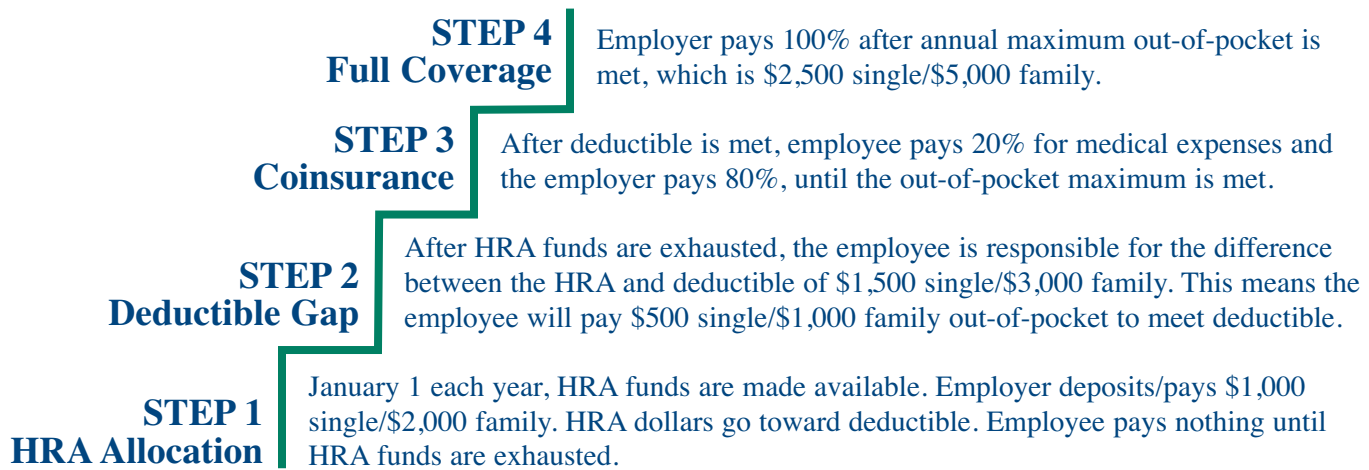 STEP 4
Full Coverage
Employer pays 100% after annual maximum out-of-pocket is
met, which is $2,500 single/$5,000 family.
STEP 3
Coinsurance
After deductible is met, employee pays 20% for medical expenses and
the employer pays 80%, until the out-of-pocket maximum is met.
STEP 2
Deductible Gap
After HRA funds are exhausted, the employee is responsible for the difference
between the HRA and deductible of $1,500 single/$3,000 family. This means the
employee will pay $500 single/$1,000 family out-of-pocket to meet deductible.
STEP 1
HRA Allocation
January 1 each year, HRA funds are made available. Employer deposits/pays $1,000
single/$2,000 family. HRA dollars go toward deductible. Employee pays nothing until
HRA funds are exhausted.